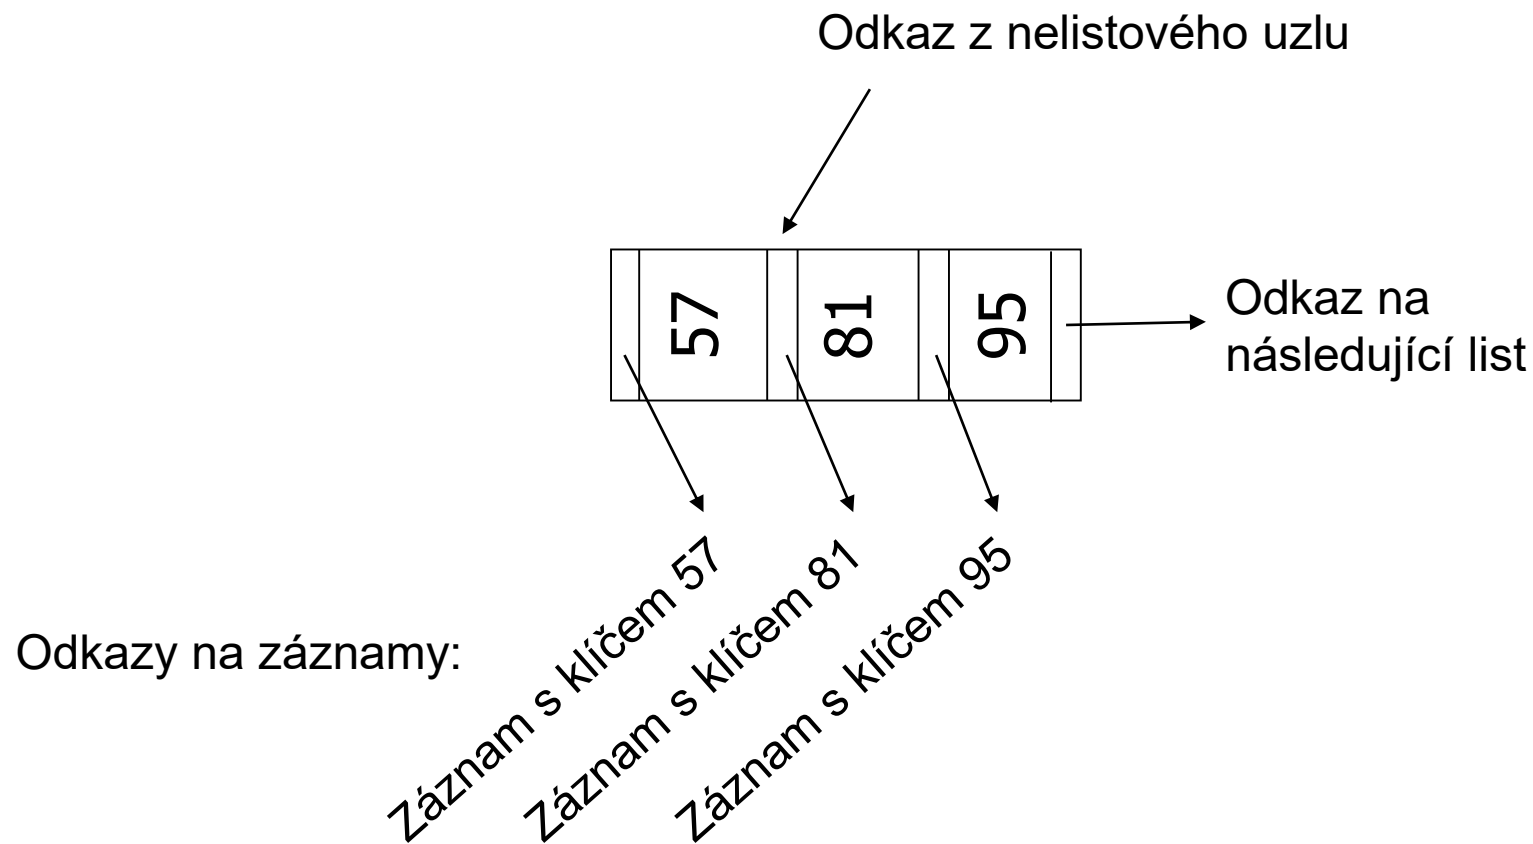 Odkaz z nelistového uzlu
57
81
95
Odkaz na
následující list
Odkazy na záznamy:
Záznam s klíčem 57
Záznam s klíčem 81
Záznam s klíčem 95